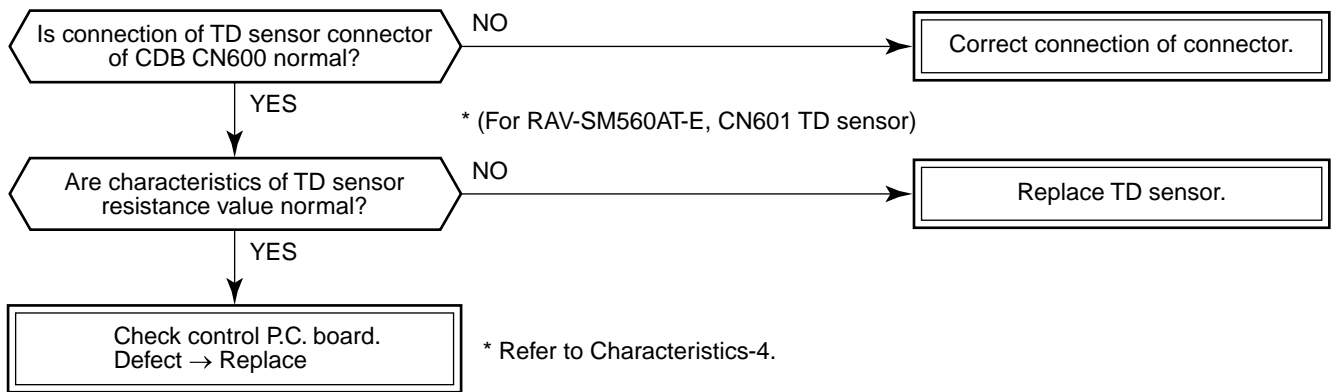 Is connection of TD sensor connector
of CDB CN600 normal?
NO
Correct connection of connector.
YES
* (For RAV-SM560AT-E, CN601 TD sensor)
Are characteristics of TD sensor
resistance value normal?
NO
Replace TD sensor.
YES
Check control P.C. board.
Defect → Replace
* Refer to Characteristics-4.